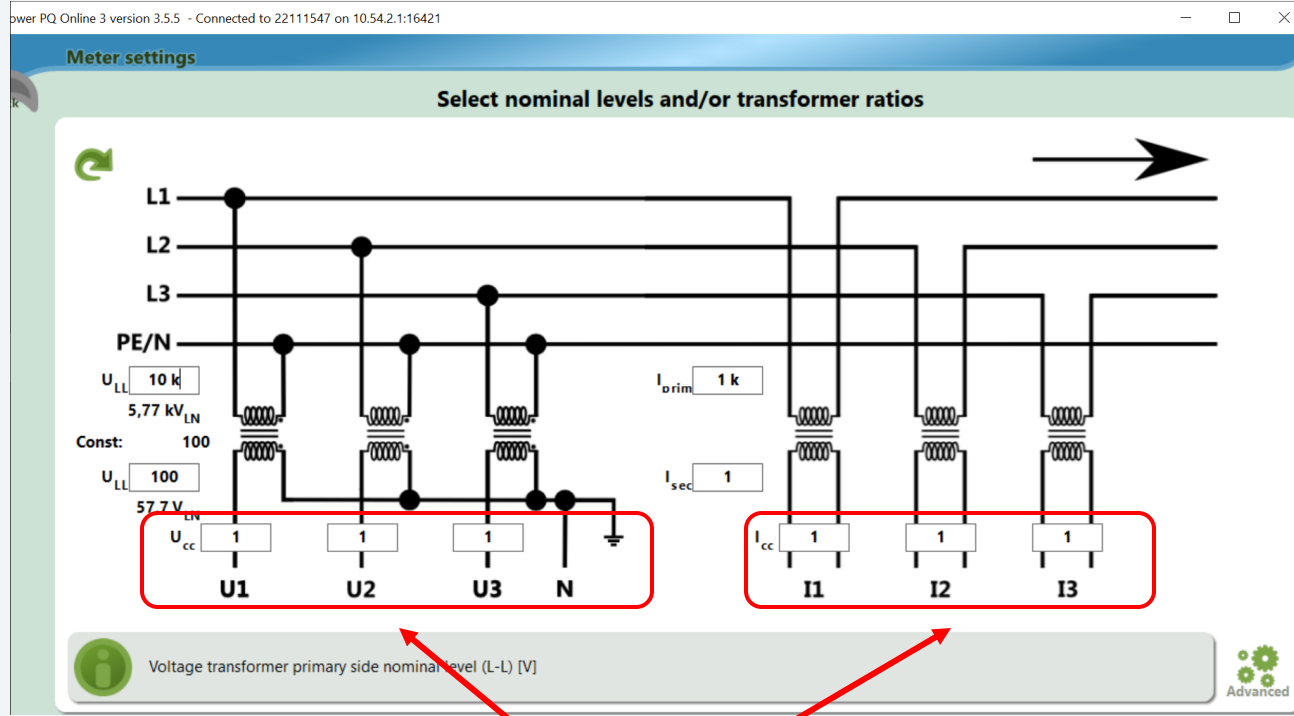 ower PQ Online 3 version 3.5.5 - Connected to 22111547 on 10.54.2.1:16421
Meter settings
k
Select nominal levels and/or transformer ratios
L1
L2
L3
PE/N
ULL 10 k
5,77 kVLN
Const: 100
ULL 100
57,7 VLN
Iprim 1 k
Isec 1
Ucc 1 1 1
Icc 1 1 1
U1 U2 U3 N
I1 I2 I3
Voltage transformer primary side nominal level (L-L) [V]
Advanced